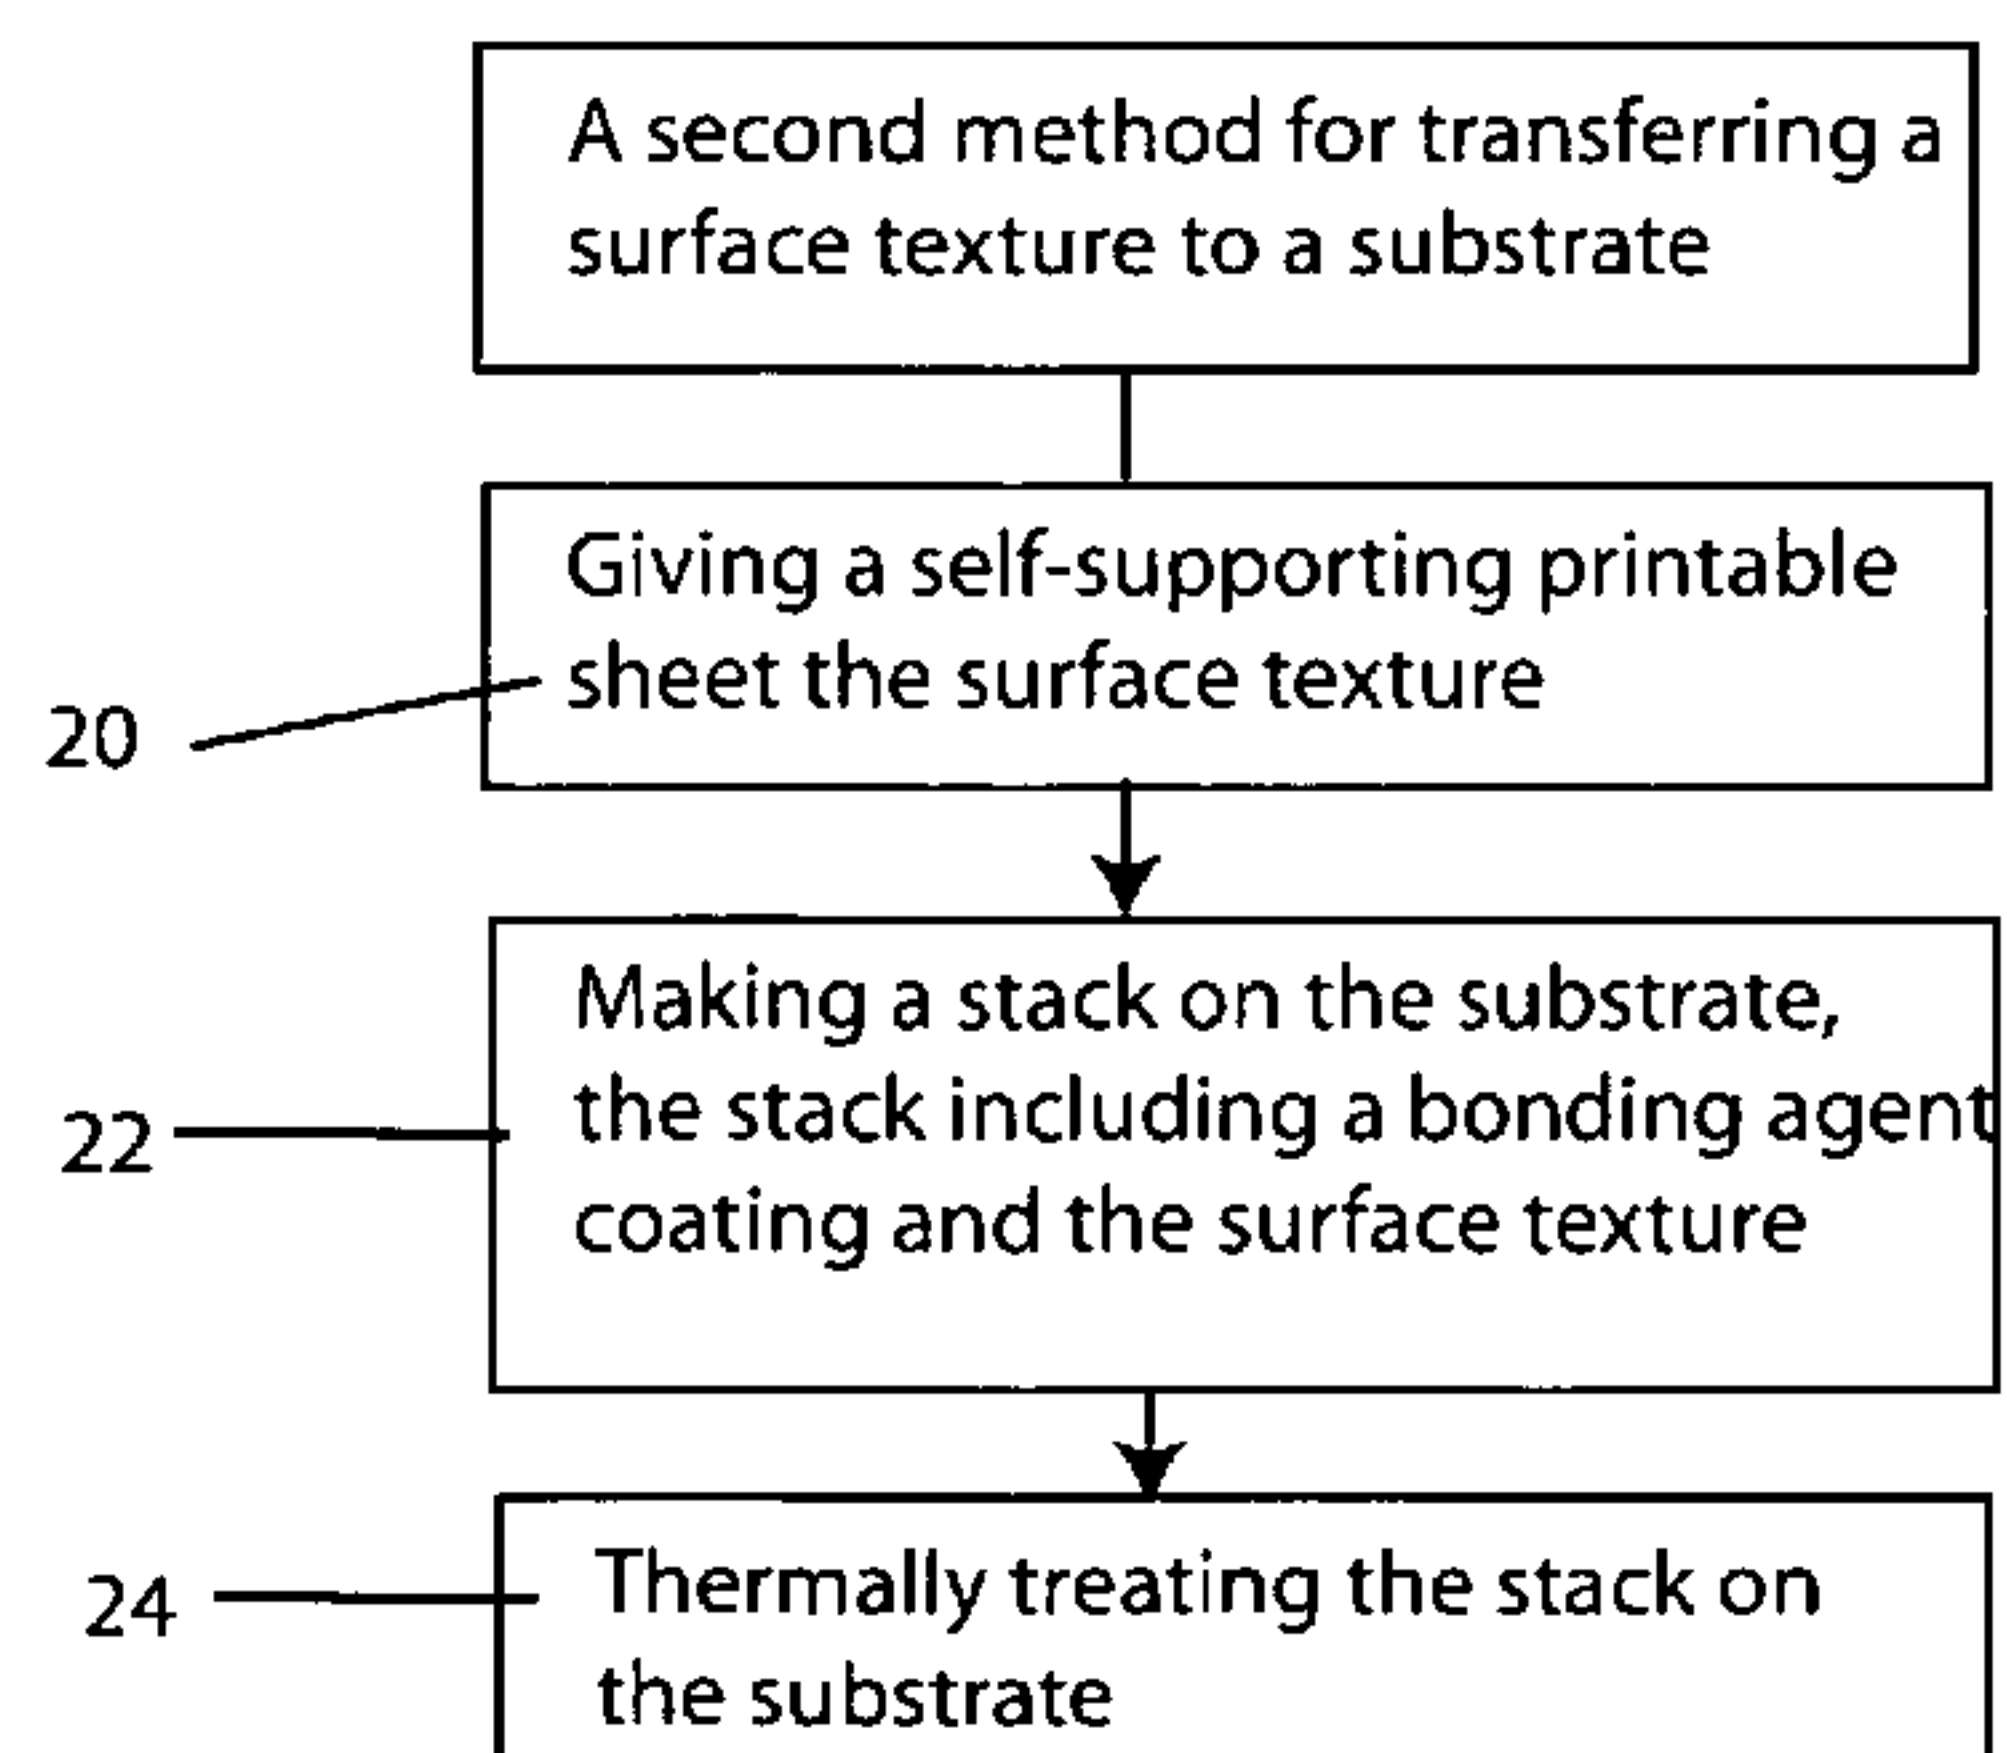 A second method for transferring a
surface texture to a substrate
Giving a self-supporting printable
sheet the surface texture
20
Making a stack on the substrate,
the stack including a bonding agent
coating and the surface texture
22
Thermally treating the stack on
the substrate
24